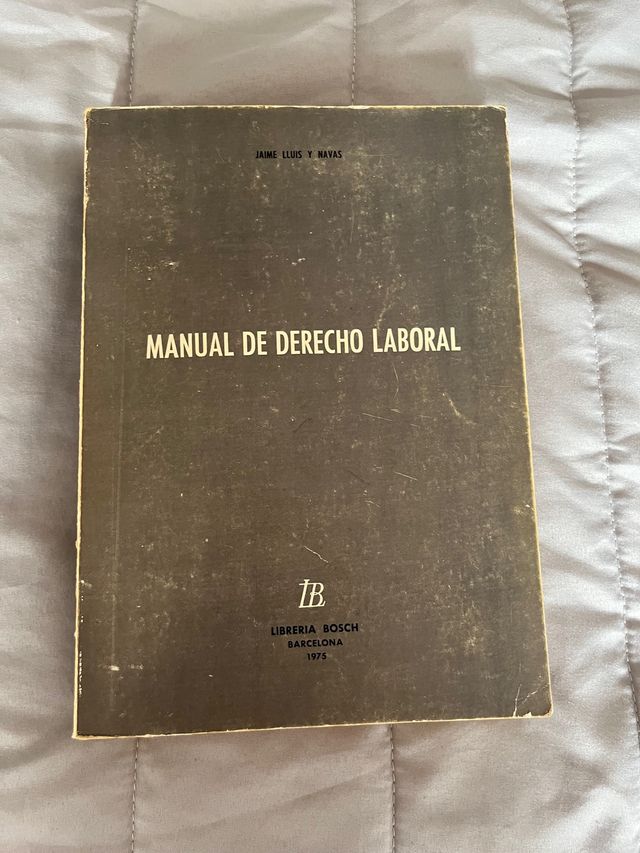 JAIME LLUIS Y NAVAS
MANUAL DE DERECHO LABORAL
LB
LIBRERIA BOSCH
BARCELONA
1975